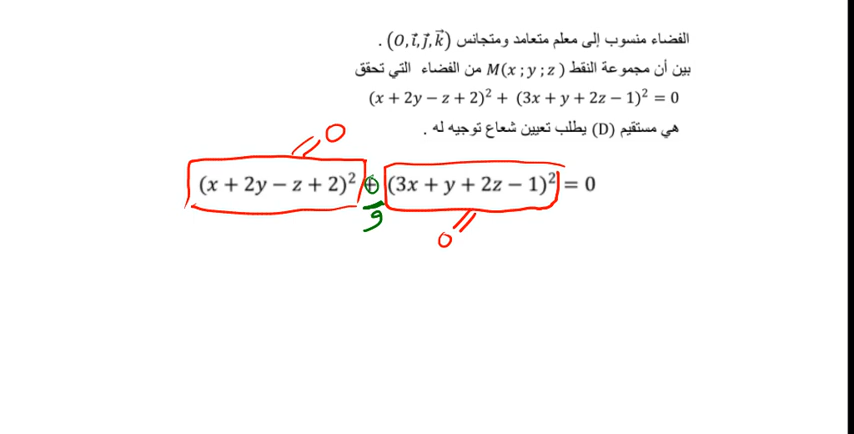 الفضاء منسوب إلى معلم متعامد ومتجانس (O, i⃗, j⃗, k⃗) .
بين أن مجموعة النقط M(x ; y ; z) من الفضاء التي تحقق
(x + 2y − z + 2)² + (3x + y + 2z − 1)² = 0
هي مستقيم (D) يطلب تعيين شعاع توجيه له .
= 0
(x + 2y − z + 2)² + (3x + y + 2z − 1)² = 0
و
= 0